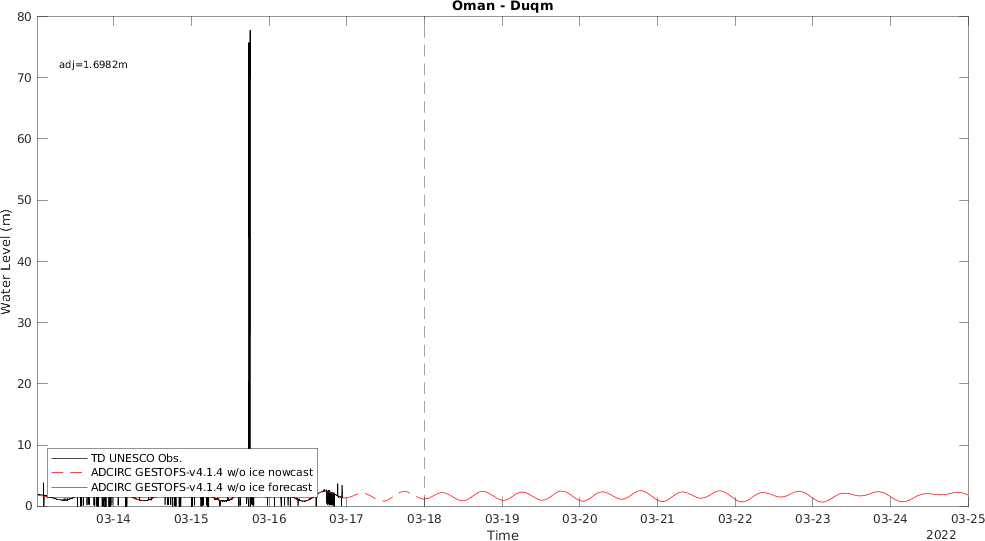 Oman - Duqm
80
adj=1.6982m
70
60
50
40
30
20
10
0
Water Level (m)
TD UNESCO Obs.
ADCIRC GESTOFS-v4.1.4 w/o ice nowcast
ADCIRC GESTOFS-v4.1.4 w/o ice forecast
03-14 03-15 03-16 03-17 03-18 03-19 03-20 03-21 03-22 03-23 03-24 03-25
Time
2022